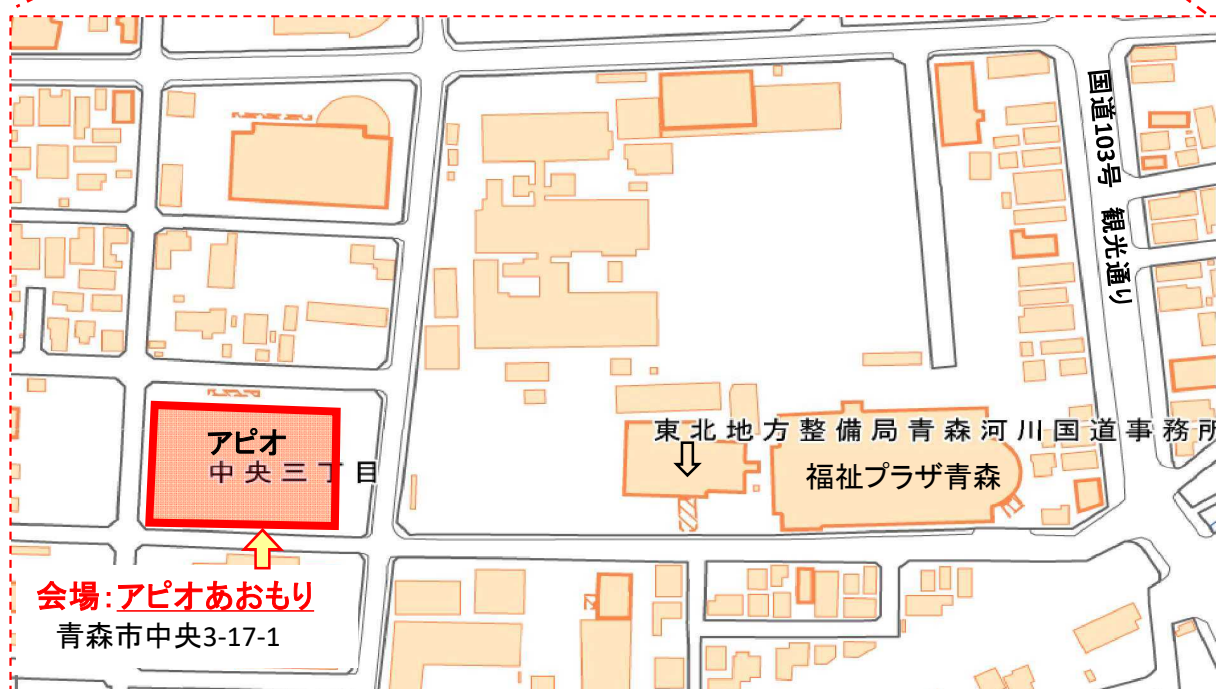 国道103号 観光通り
東北地方整備局青森河川国道事務所
アピオ
中央三丁目
福祉プラザ青森
会場：アピオあおもり
青森市中央3-17-1